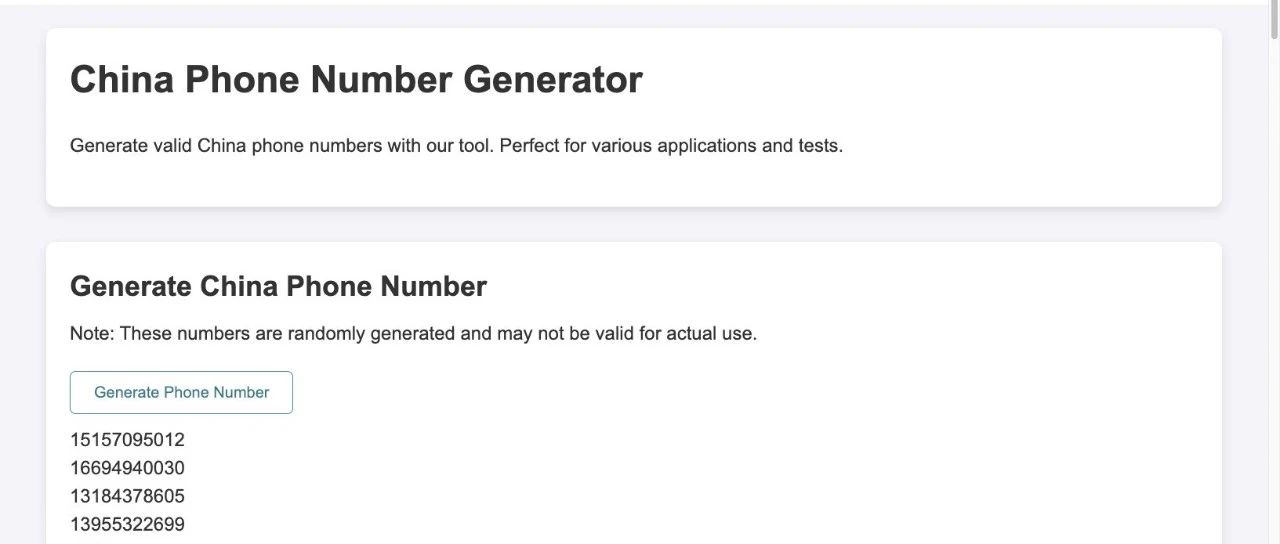 China Phone Number Generator
Generate valid China phone numbers with our tool. Perfect for various applications and tests.
Generate China Phone Number
Note: These numbers are randomly generated and may not be valid for actual use.
Generate Phone Number
15157095012
16694940030
13184378605
13955322699